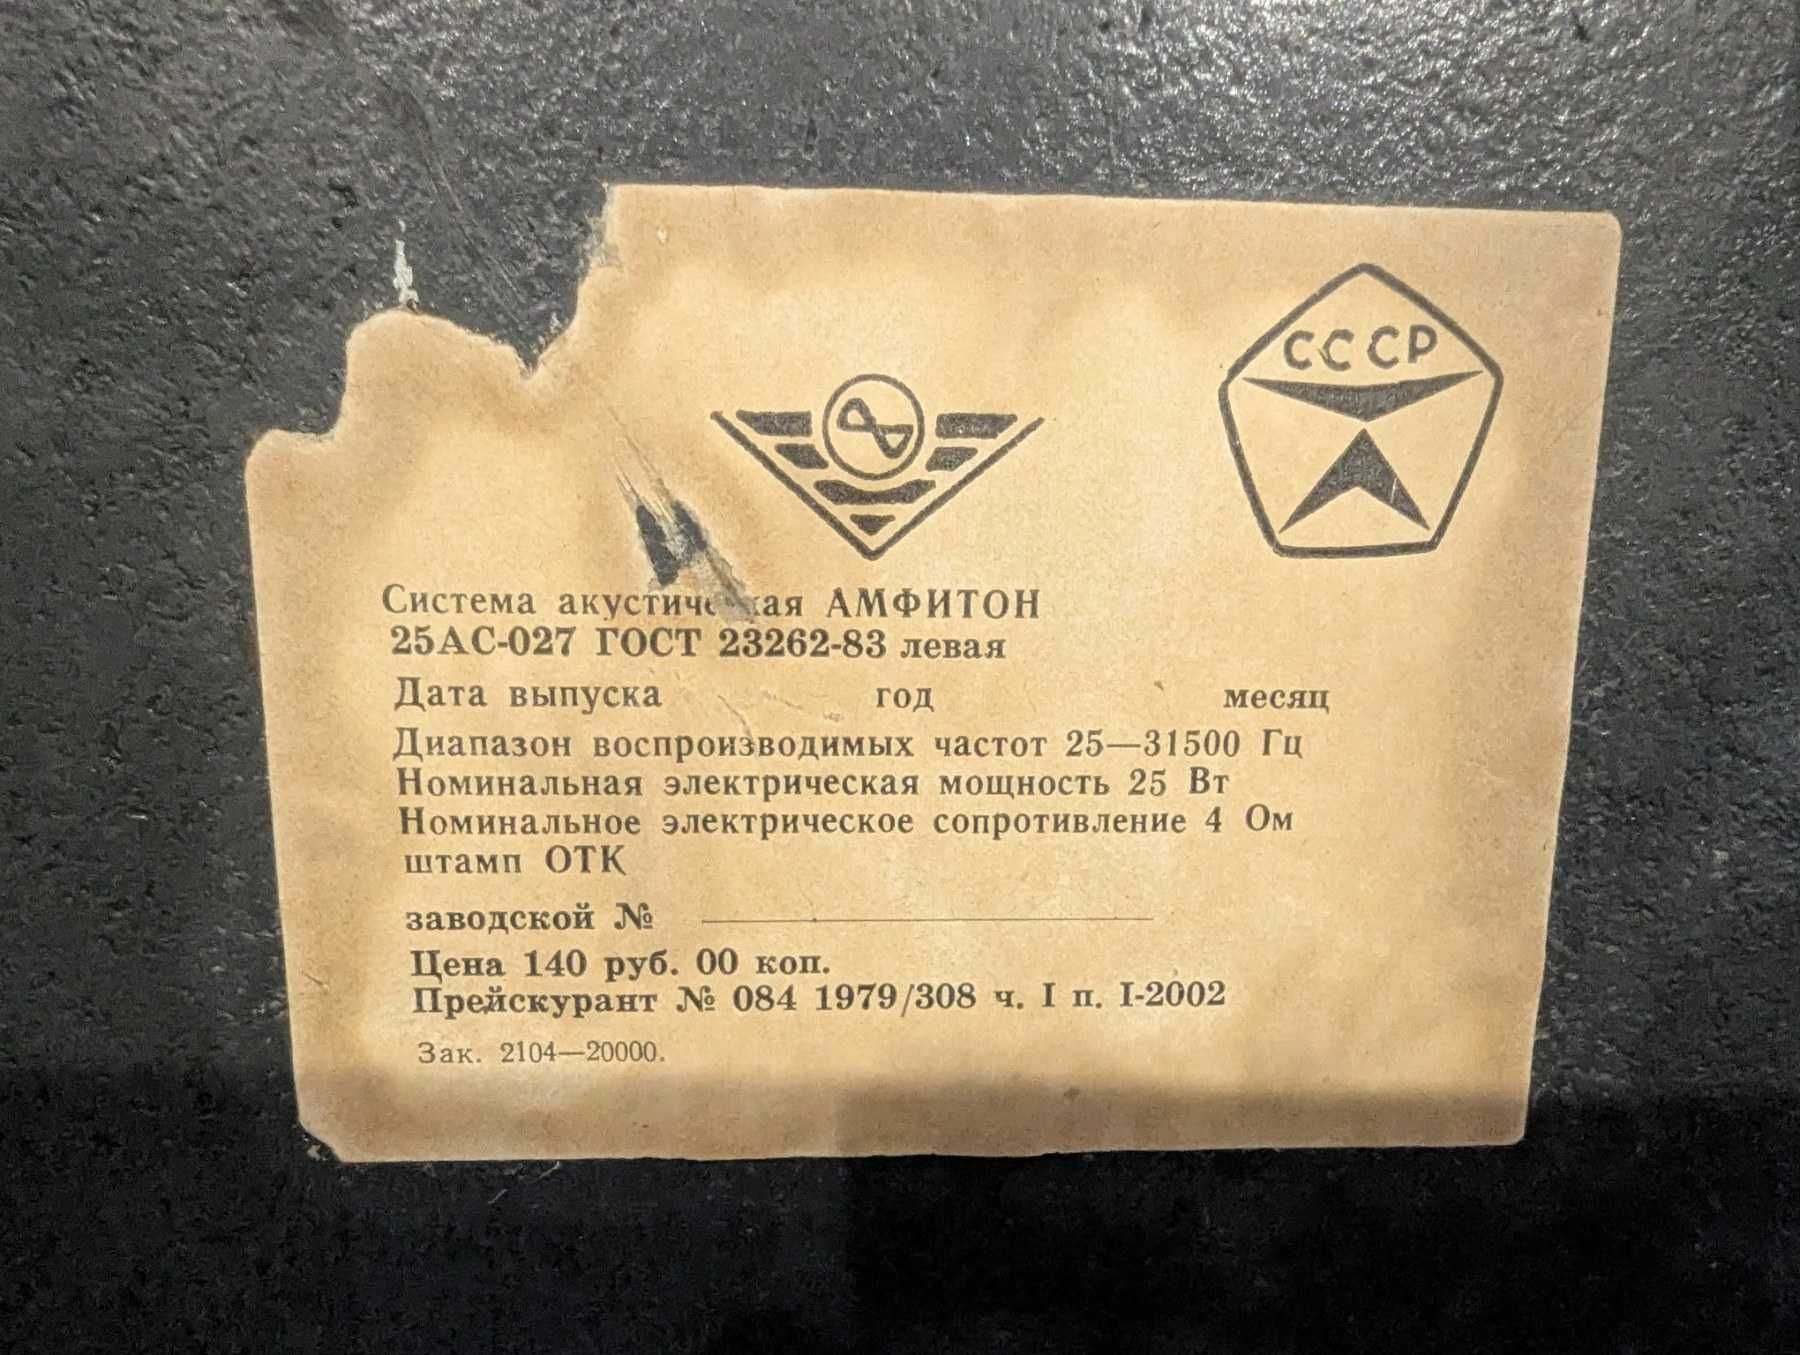 СССР
Система акустическая АМФИТОН
25АС-027 ГОСТ 23262-83 левая
Дата выпуска год месяц
Диапазон воспроизводимых частот 25—31500 Гц
Номинальная электрическая мощность 25 Вт
Номинальное электрическое сопротивление 4 Ом
штамп ОТК
заводской №
Цена 140 руб. 00 коп.
Прейскурант № 084 1979/308 ч. I п. I-2002
Зак. 2104—20000.